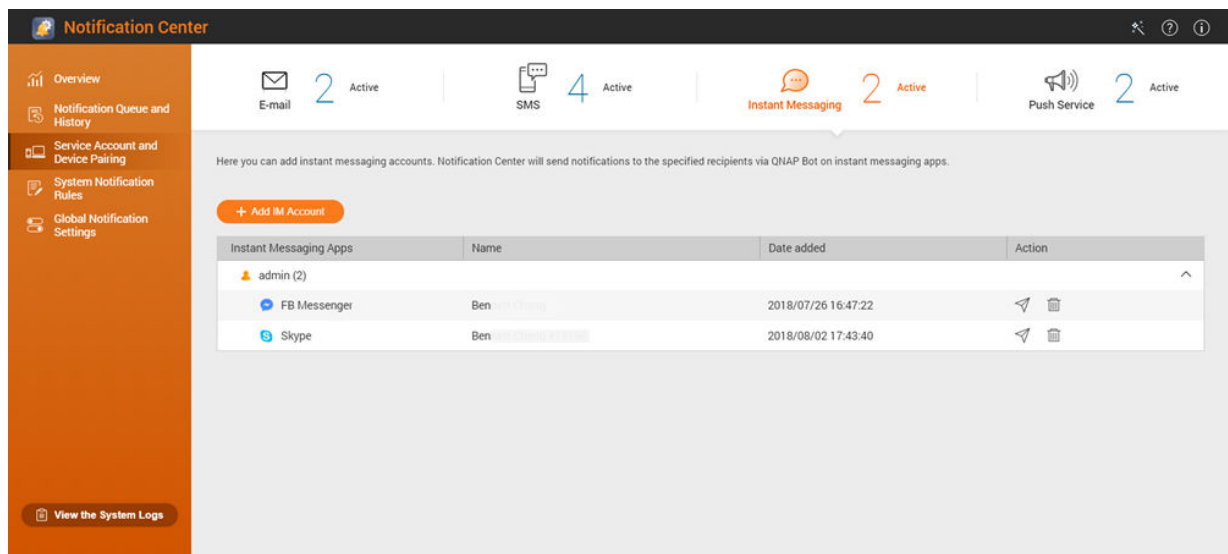 Notification Center
Overview
Notification Queue and
History
Service Account and
Device Pairing
System Notification
Rules
Global Notification
Settings
View the System Logs
E-mail 2 Active
SMS 4 Active
Instant Messaging 2 Active
Push Service 2 Active
Here you can add instant messaging accounts. Notification Center will send notifications to the specified recipients via QNAP Bot on instant messaging apps.
+ Add IM Account
Instant Messaging Apps Name Date added Action
admin (2)
FB Messenger Ben 2018/07/26 16:47:22
Skype Ben 2018/08/02 17:43:40